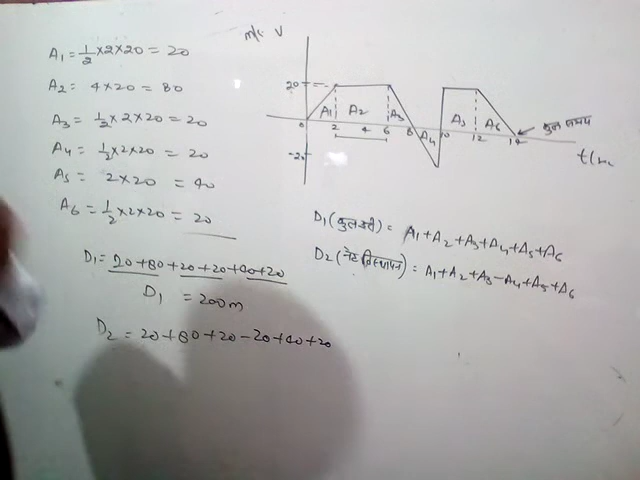 A₁ = 1/2 × 2 × 20 = 20
A₂ = 4 × 20 = 80
A₃ = 1/2 × 2 × 20 = 20
A₄ = 1/2 × 2 × 20 = 20
A₅ = 2 × 20 = 40
A₆ = 1/2 × 2 × 20 = 20
D₁ = 20 + 80 + 20 + 20 + 40 + 20
D₁ = 200m
D₂ = 20 + 80 + 20 - 20 + 40 + 20
V
20
A₁ A₂ A₃ A₅ A₆
0 2 4 6 8 10 12 14
कुल समय
A₄
-20
D₁ (कुल दूरी) = A₁ + A₂ + A₃ + A₄ + A₅ + A₆
D₂ (नेट विस्थापन) = A₁ + A₂ + A₃ - A₄ + A₅ + A₆